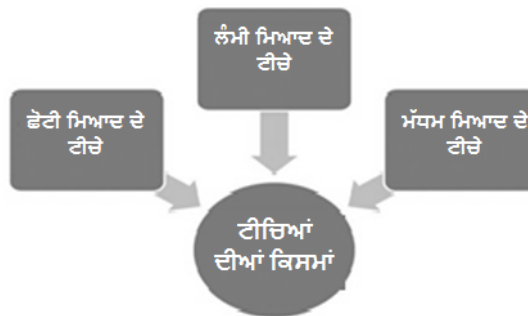 ਲੰਮੀ ਮਿਆਦ ਦੇ
ਟੀਚੇ
ਛੋਟੀ ਮਿਆਦ ਦੇ
ਟੀਚੇ
ਮੱਧਮ ਮਿਆਦ ਦੇ
ਟੀਚੇ
ਟੀਚਿਆਂ
ਦੀਆਂ ਕਿਸਮਾਂ